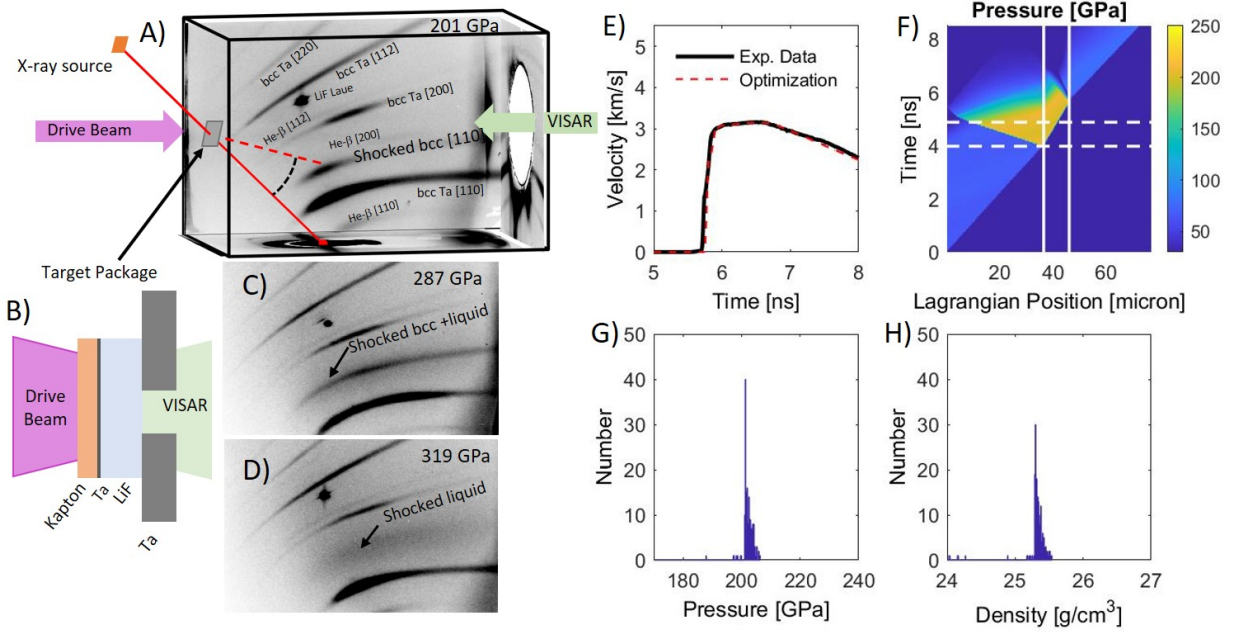 A)
201 GPa
X-ray source
bcc Ta [220]
bcc Ta [112]
LiF Laue
bcc Ta [200]
He-β [112]
He-β [200]
Drive Beam
VISAR
Shocked bcc [110]
bcc Ta [110]
He-β [110]
Target Package
B)
Drive
Beam
VISAR
Kapton
Ta
LiF
Ta
C)
287 GPa
Shocked bcc +liquid
D)
319 GPa
Shocked liquid
E)
Exp. Data
Optimization
5
4
3
2
1
0
Velocity [km/s]
5
6
7
8
Time [ns]
F)
Pressure [GPa]
8
6
4
2
0
Time [ns]
20
40
60
Lagrangian Position [micron]
250
200
150
100
50
G)
50
40
30
20
10
0
Number
180
200
220
240
Pressure [GPa]
H)
50
40
30
20
10
0
Number
24
25
26
27
Density [g/cm³]